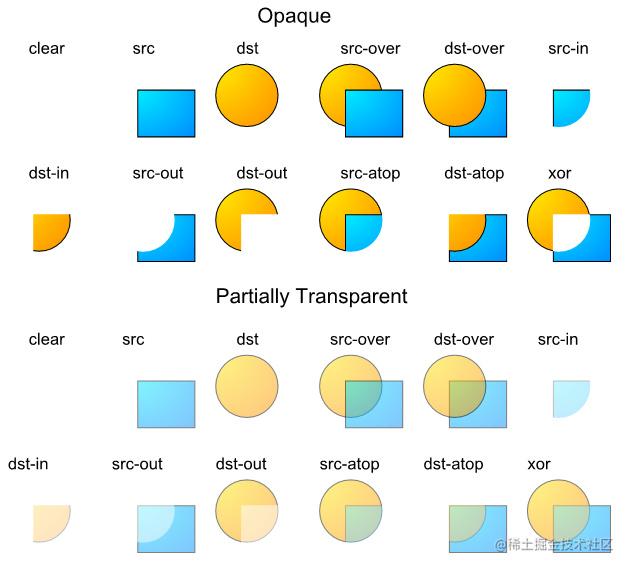 Opaque
clear src dst src-over dst-over src-in
dst-in src-out dst-out src-atop dst-atop xor
Partially Transparent
clear src dst src-over dst-over src-in
dst-in src-out dst-out src-atop dst-atop xor
@稀土掘金技术社区